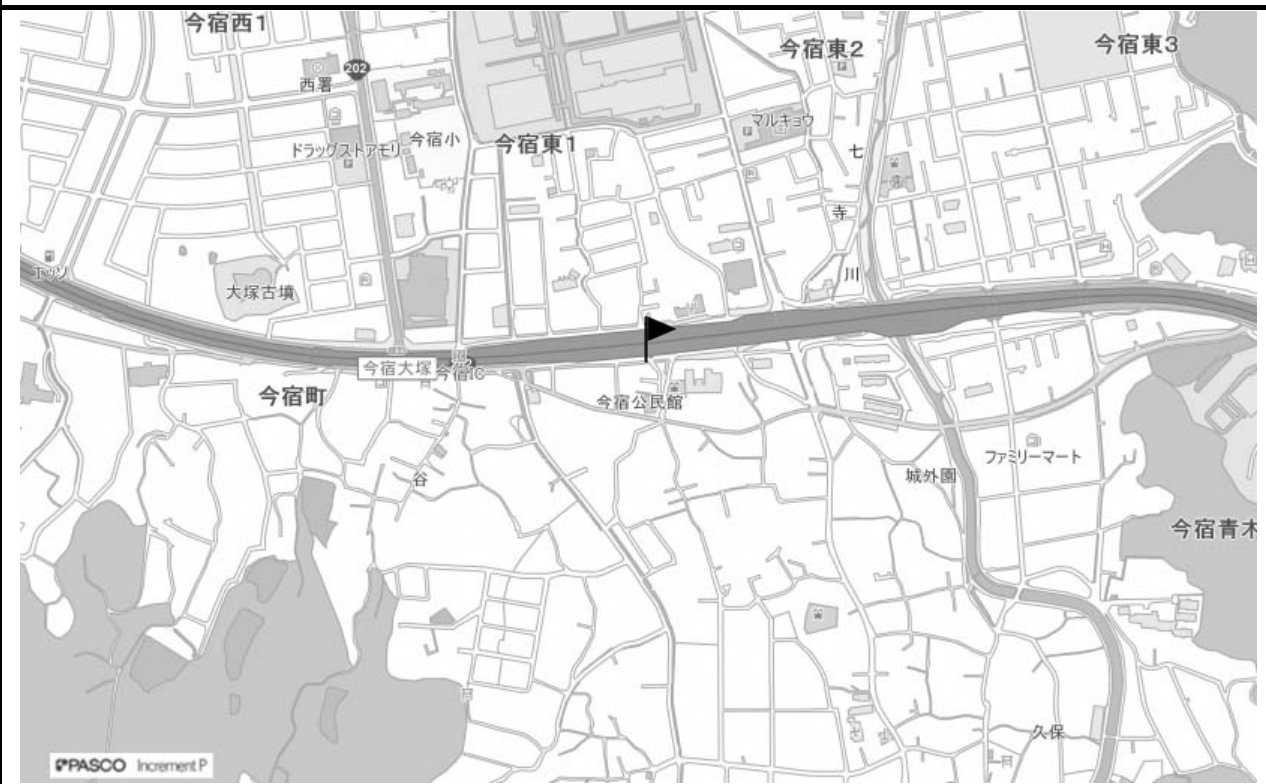 今宿西1
今宿東2
今宿東3
202
西署
マルキョウ
今宿小
ドラッグストアモリ
今宿東1
七
寺
川
エッソ
大塚古墳
今宿大塚
今宿IC
今宿町
今宿公民館
ファミリーマート
城外園
谷
今宿青木
久保
PASCO Increment P